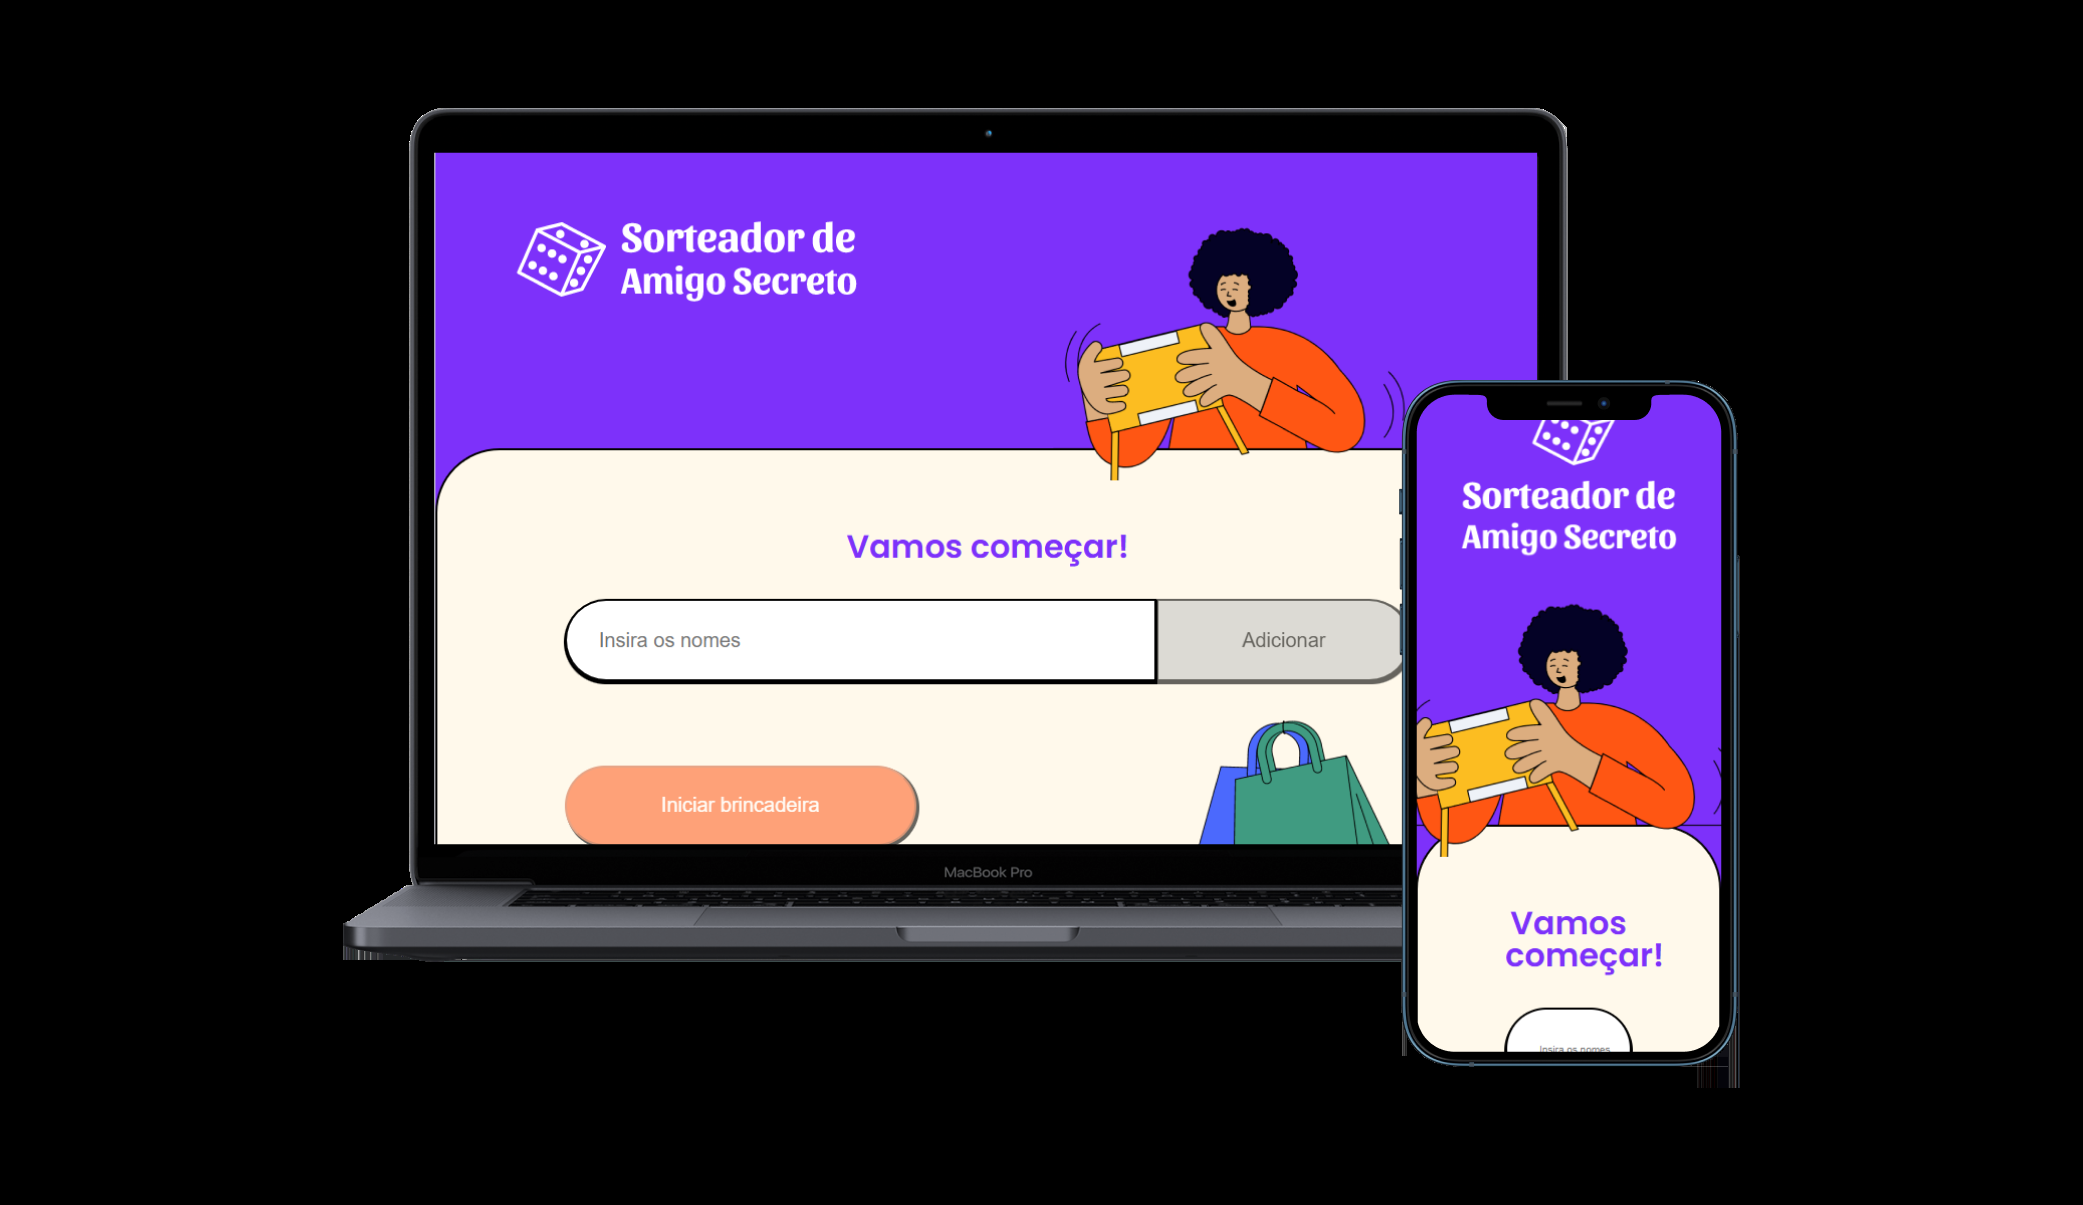 Sorteador de
Amigo Secreto
Vamos começar!
Insira os nomes
Adicionar
Iniciar brincadeira
MacBook Pro
Sorteador de
Amigo Secreto
Vamos
começar!
Insira os nomes